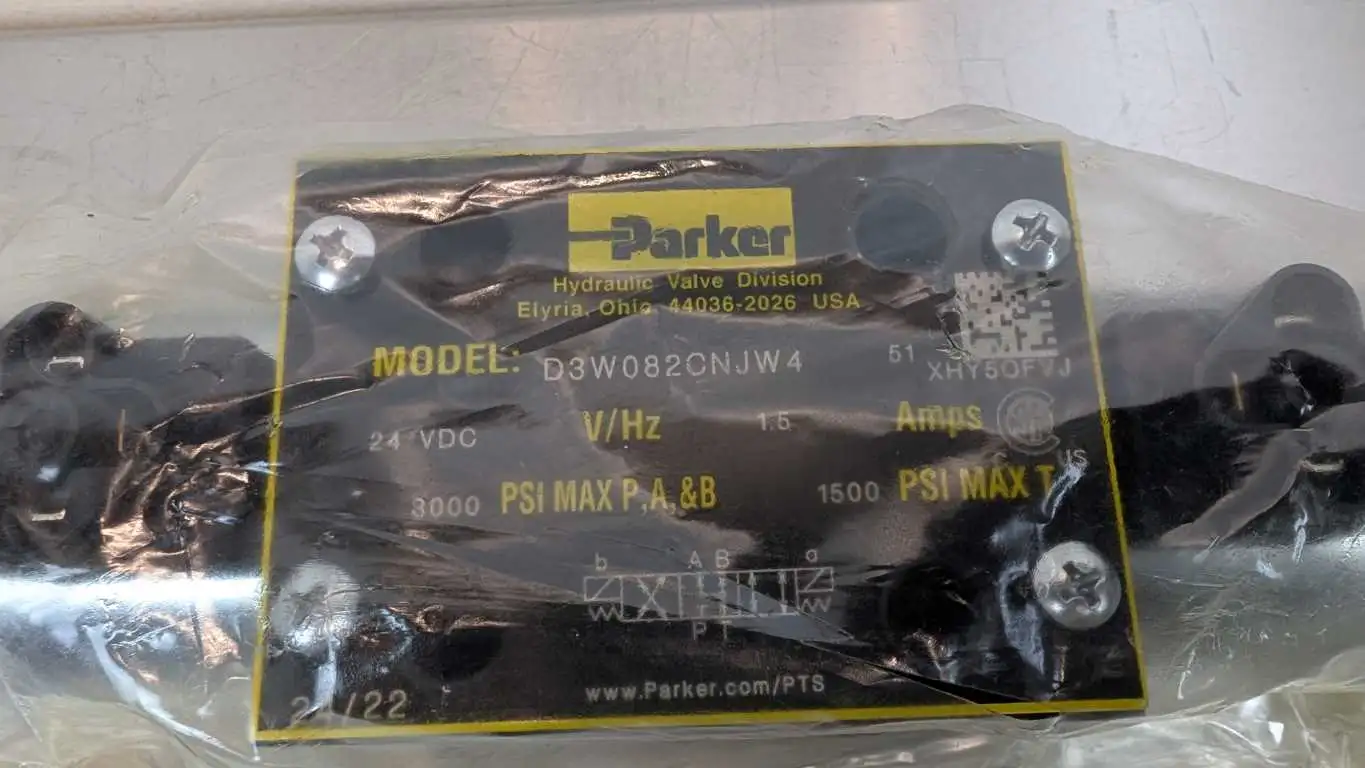 Parker
Hydraulic Valve Division
Elyria, Ohio 44036-2026 USA
MODEL: D3W082CNJW4 51
XHY5OFVJ
24 VDC V/Hz 1.5 Amps
US
3000 PSI MAX P,A,&B 1500 PSI MAX T
b A B a
P T
www.Parker.com/PTS
/22